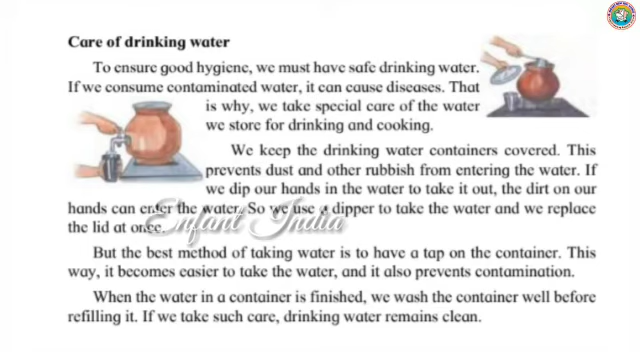 Care of drinking water
To ensure good hygiene, we must have safe drinking water.
If we consume contaminated water, it can cause diseases. That
is why, we take special care of the water
we store for drinking and cooking.
We keep the drinking water containers covered. This
prevents dust and other rubbish from entering the water. If
we dip our hands in the water to take it out, the dirt on our
hands can enter the water. So we use a dipper to take the water and we replace
the lid at once.
Enfant India
But the best method of taking water is to have a tap on the container. This
way, it becomes easier to take the water, and it also prevents contamination.
When the water in a container is finished, we wash the container well before
refilling it. If we take such care, drinking water remains clean.